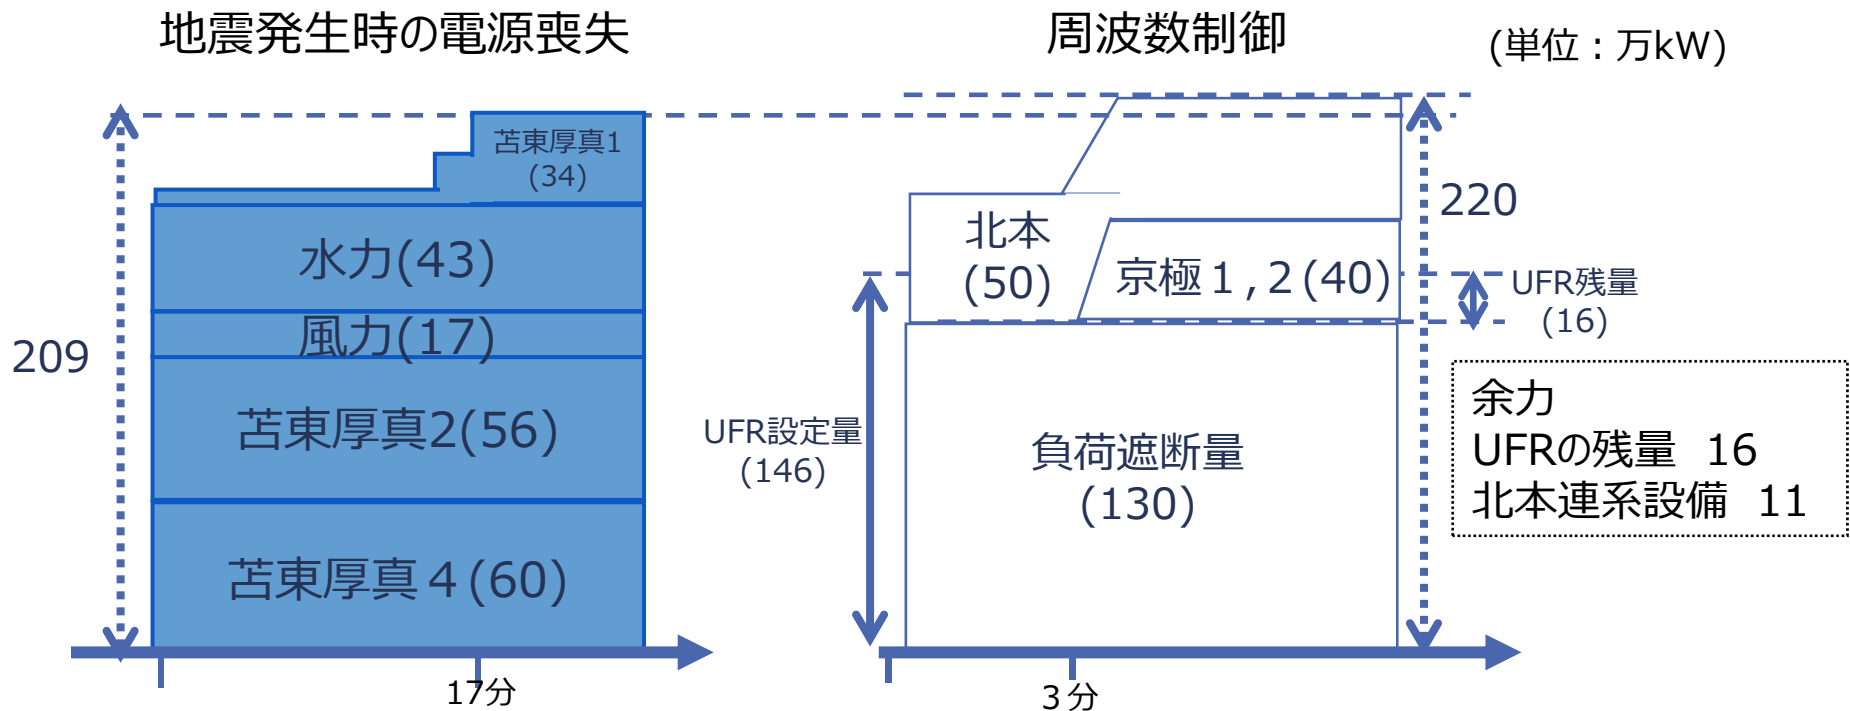 地震発生時の電源喪失
周波数制御
(単位：万kW)
苫東厚真1
(34)
水力(43)
風力(17)
苫東厚真2(56)
苫東厚真４(60)
209
17分
北本
(50)
京極１,２(40)
220
UFR残量
(16)
UFR設定量
(146)
負荷遮断量
(130)
余力
UFRの残量 16
北本連系設備 11
３分